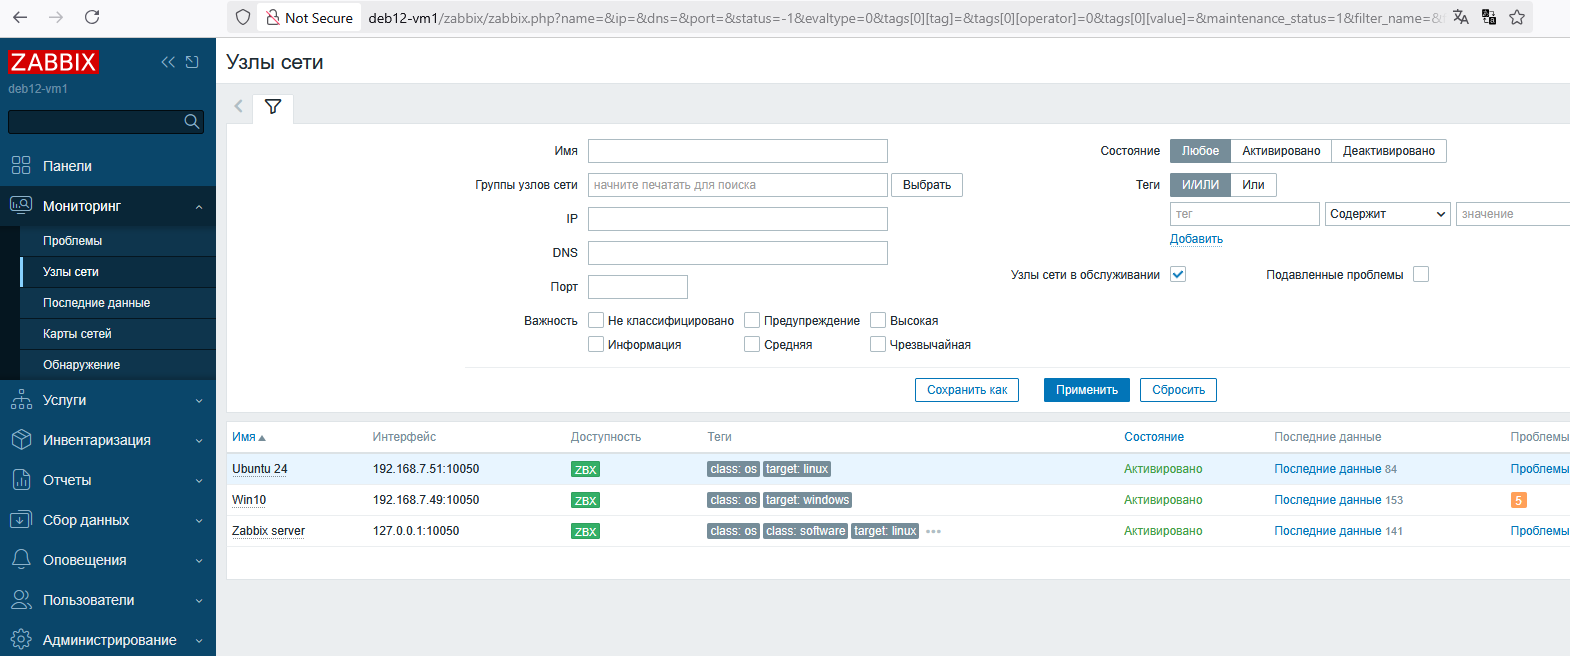 Not Secure deb12-vm1/zabbix/zabbix.php?name=&ip=&dns=&port=&status=-1&evaltype=0&tags[0][tag]=&tags[0][operator]=0&tags[0][value]=&maintenance_status=1&filter_name=&
ZABBIX
deb12-vm1
Панели
Мониторинг
Проблемы
Узлы сети
Последние данные
Карты сетей
Обнаружение
Услуги
Инвентаризация
Отчеты
Сбор данных
Оповещения
Пользователи
Администрирование
Узлы сети
Имя
Группы узлов сети начните печатать для поиска Выбрать
IP
DNS
Порт
Важность Не классифицировано Предупреждение Высокая
Информация Средняя Чрезвычайная
Состояние Любое Активировано Деактивировано
Теги И/ИЛИ Или
тег Содержит значение
Добавить
Узлы сети в обслуживании Подавленные проблемы
Сохранить как Применить Сбросить
Имя Интерфейс Доступность Теги Состояние Последние данные Проблемы
Ubuntu 24 192.168.7.51:10050 ZBX class: os target: linux Активировано Последние данные 84 Проблемы
Win10 192.168.7.49:10050 ZBX class: os target: windows Активировано Последние данные 153 5
Zabbix server 127.0.0.1:10050 ZBX class: os class: software target: linux ••• Активировано Последние данные 141 Проблемы